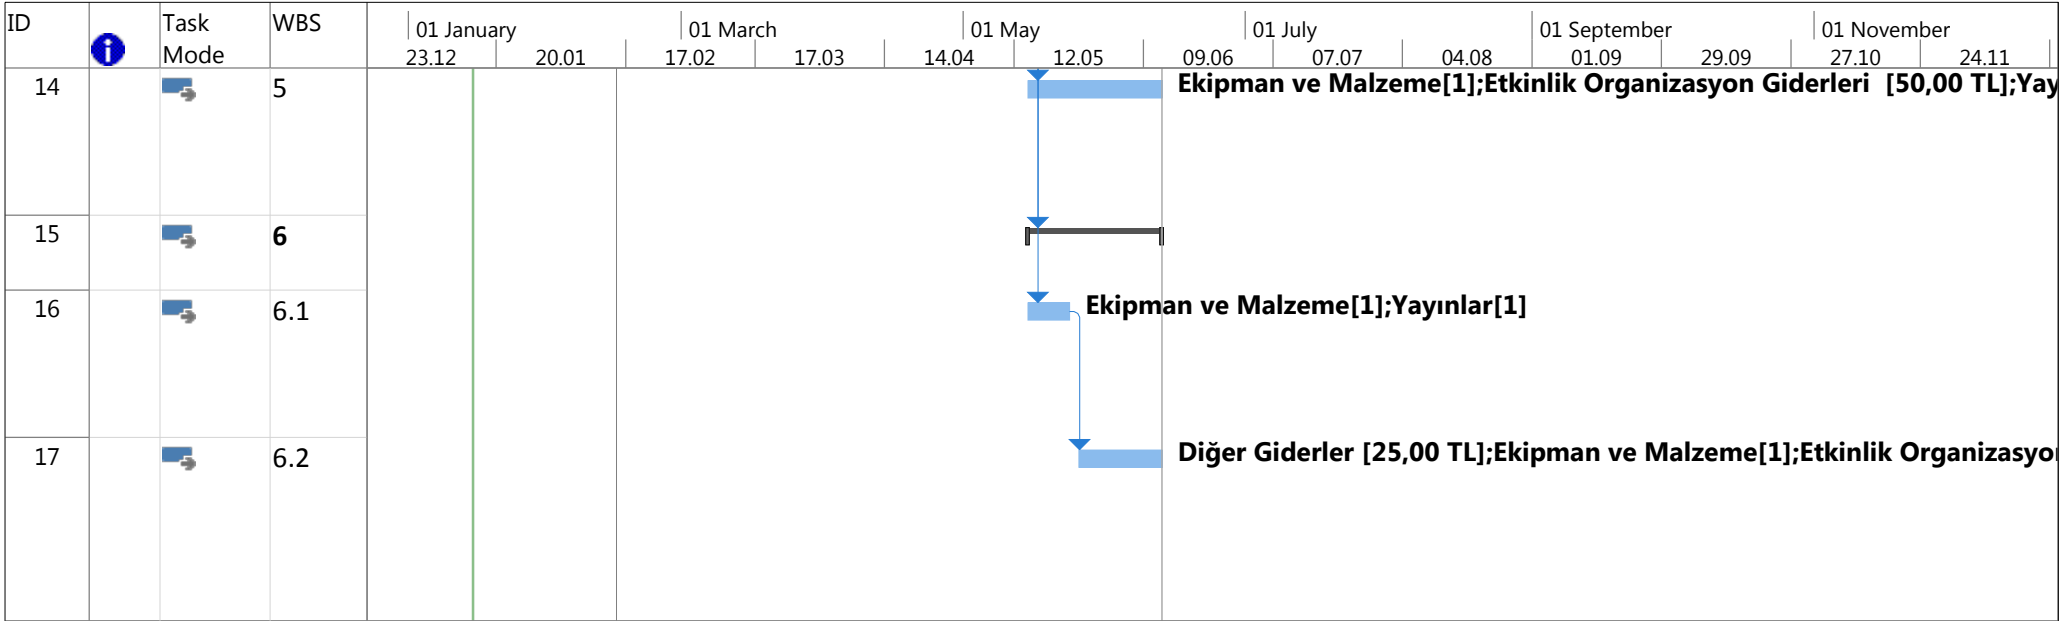 ID Task WBS 01 January 01 March 01 May 01 July 01 September 01 November
Mode 23.12 20.01 17.02 17.03 14.04 12.05 09.06 07.07 04.08 01.09 29.09 27.10 24.11
14 5 Ekipman ve Malzeme[1];Etkinlik Organizasyon Giderleri [50,00 TL];Yay
15 6
16 6.1 Ekipman ve Malzeme[1];Yayınlar[1]
17 6.2 Diğer Giderler [25,00 TL];Ekipman ve Malzeme[1];Etkinlik Organizasyon